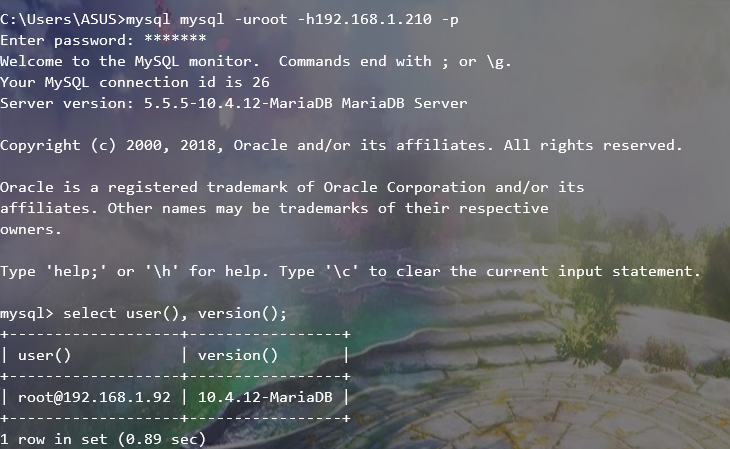 C:\Users\ASUS>mysql mysql -uroot -h192.168.1.210 -p
Enter password: *******
Welcome to the MySQL monitor.  Commands end with ; or \g.
Your MySQL connection id is 26
Server version: 5.5.5-10.4.12-MariaDB MariaDB Server

Copyright (c) 2000, 2018, Oracle and/or its affiliates. All rights reserved.

Oracle is a registered trademark of Oracle Corporation and/or its
affiliates. Other names may be trademarks of their respective
owners.

Type 'help;' or '\h' for help. Type '\c' to clear the current input statement.

mysql> select user(), version();
+-------------------+-----------------+
| user()            | version()       |
+-------------------+-----------------+
| root@192.168.1.92 | 10.4.12-MariaDB |
+-------------------+-----------------+
1 row in set (0.89 sec)